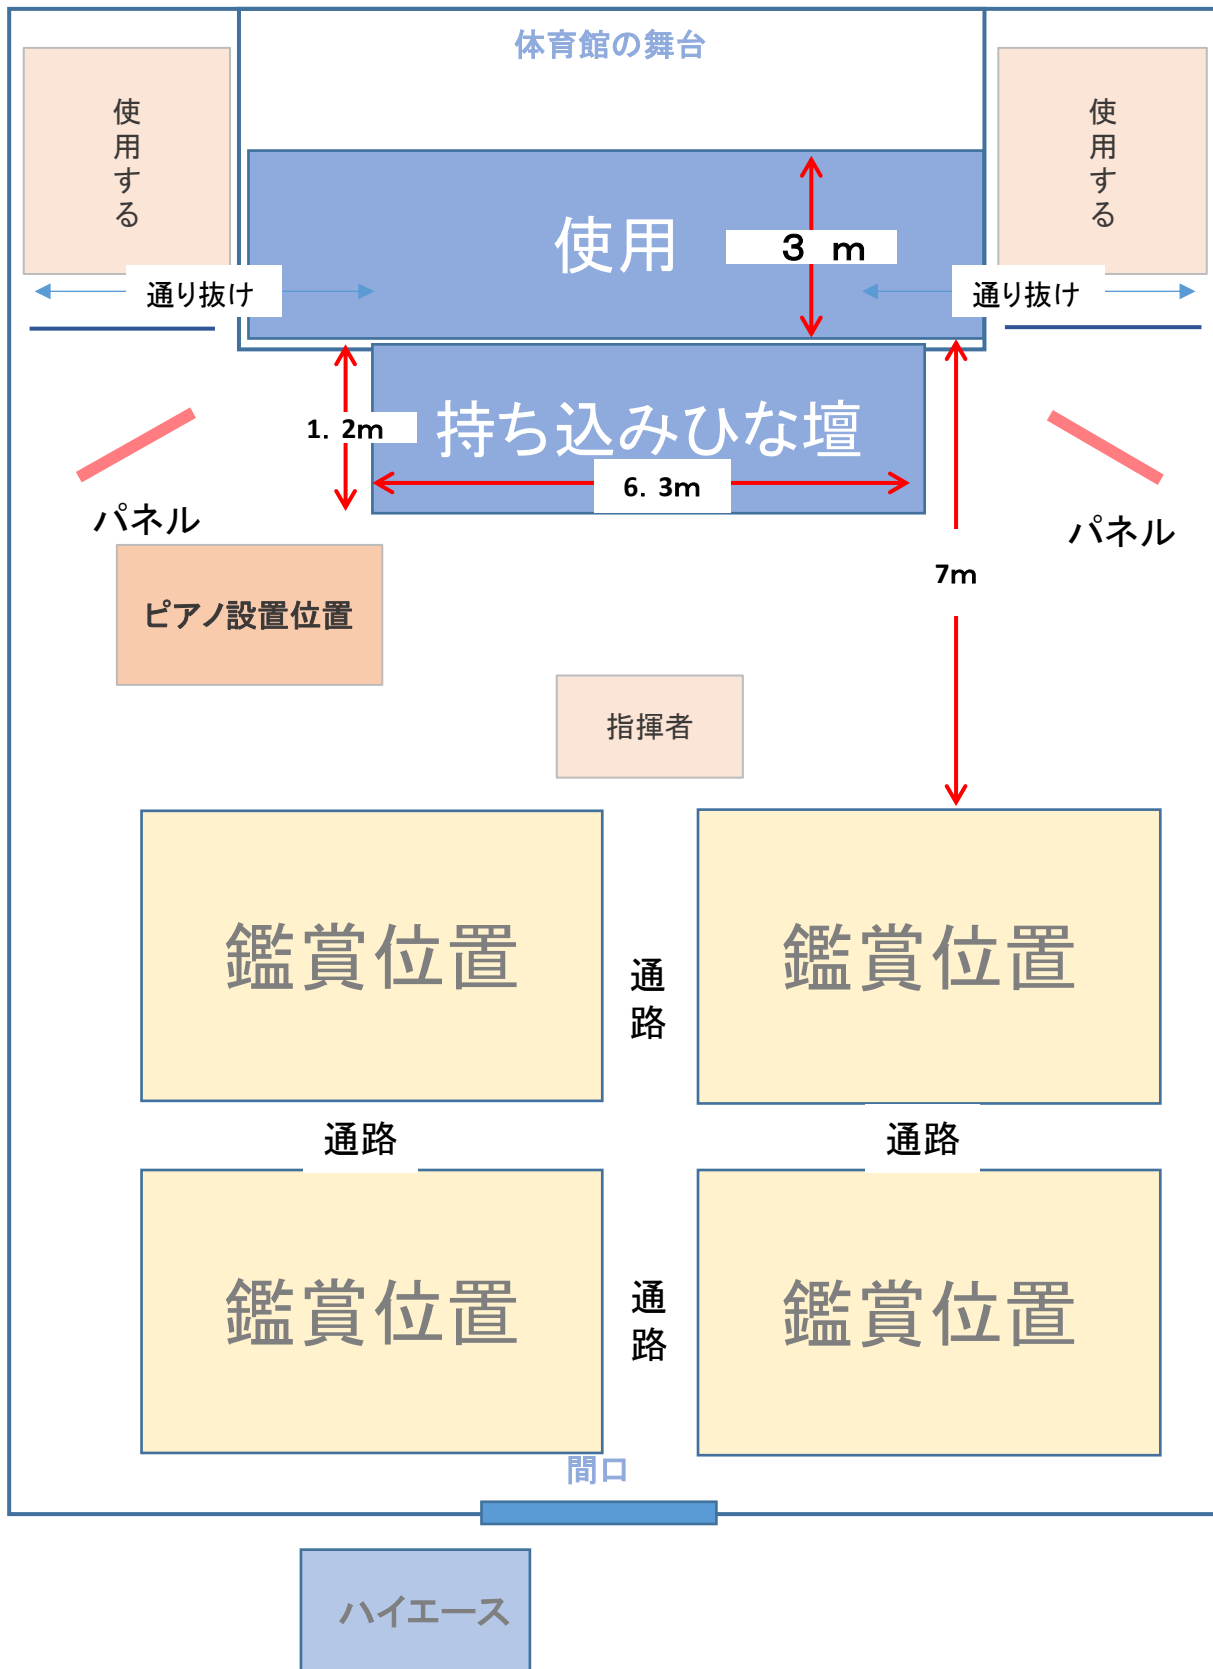 体育館の舞台
使用する
使用する
使用
３　ｍ
通り抜け
通り抜け
1．2ｍ
持ち込みひな壇
6．3ｍ
パネル
パネル
7ｍ
ピアノ設置位置
指揮者
鑑賞位置
鑑賞位置
通路
通路
通路
鑑賞位置
鑑賞位置
通路
間口
ハイエース